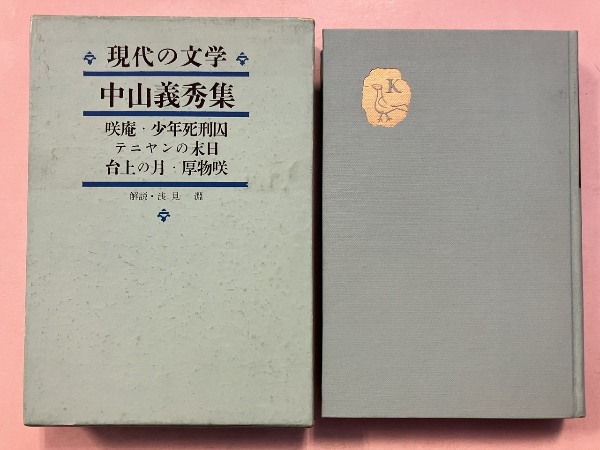 現代の文学
中山義秀集
咲庵・少年死刑囚
テニヤンの末日
台上の月・厚物咲
解説・浅見 淵
K